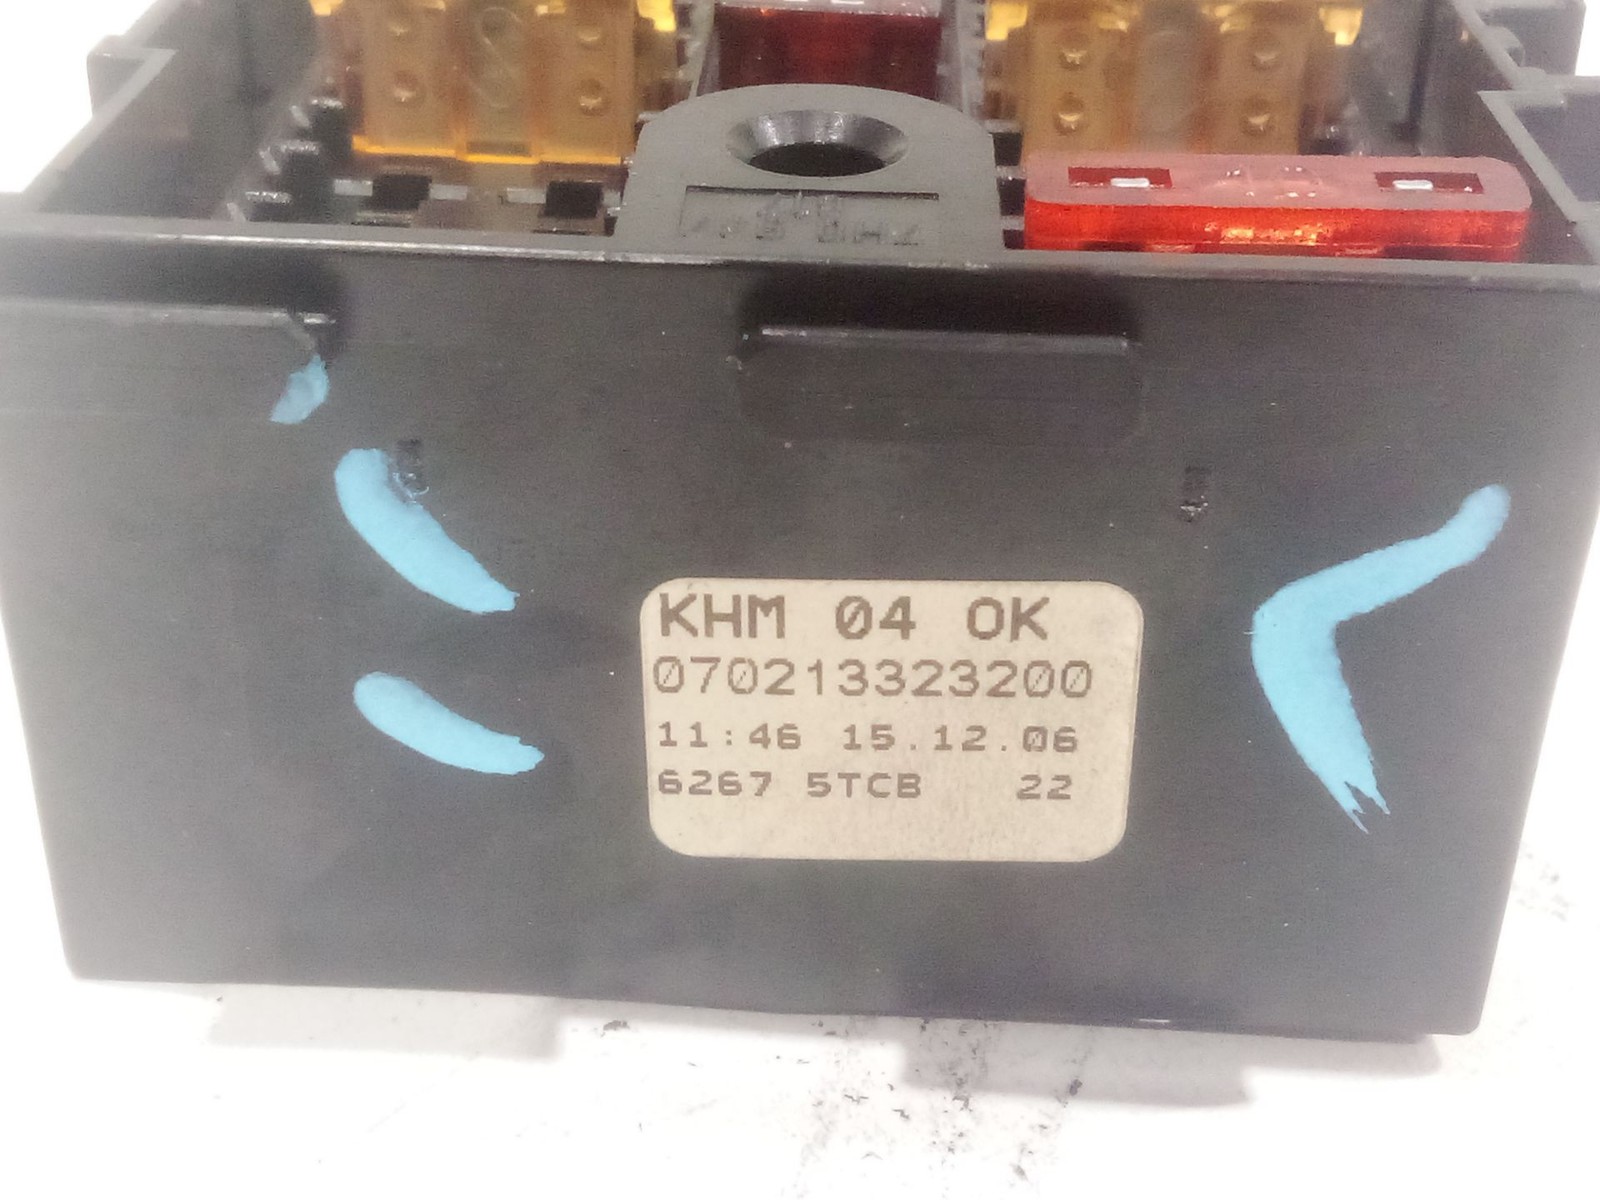 KHM 04 OK
070213323200
11:46 15.12.06
6267 5TCB 22